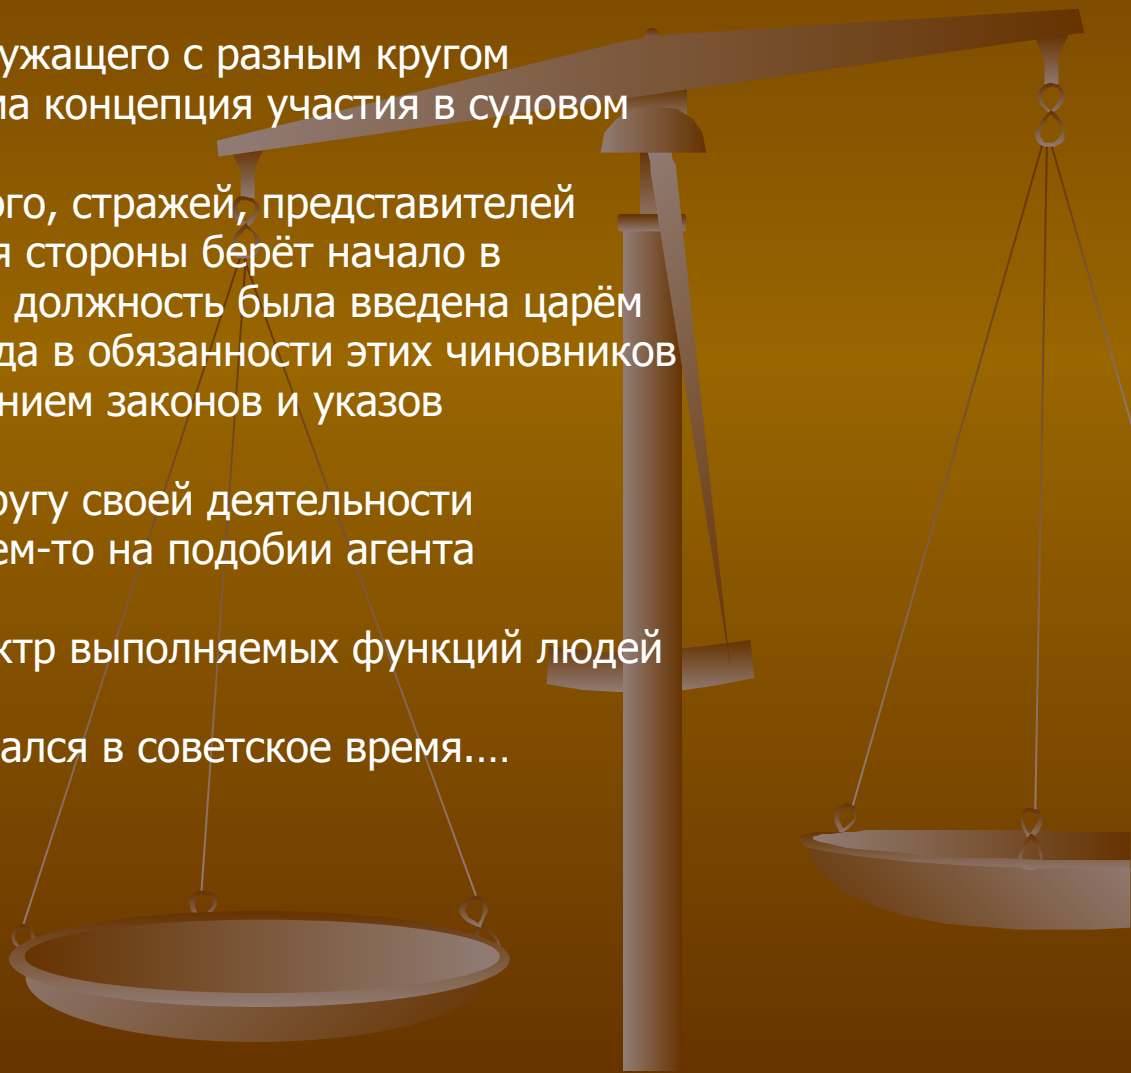 ужащего с разным кругом
ма концепция участия в судовом
ого, стражей, представителей
я стороны берёт начало в
должность была введена царём
да в обязанности этих чиновников
нием законов и указов
ругу своей деятельности
ем-то на подобии агента
ктр выполняемых функций людей
ался в советское время….